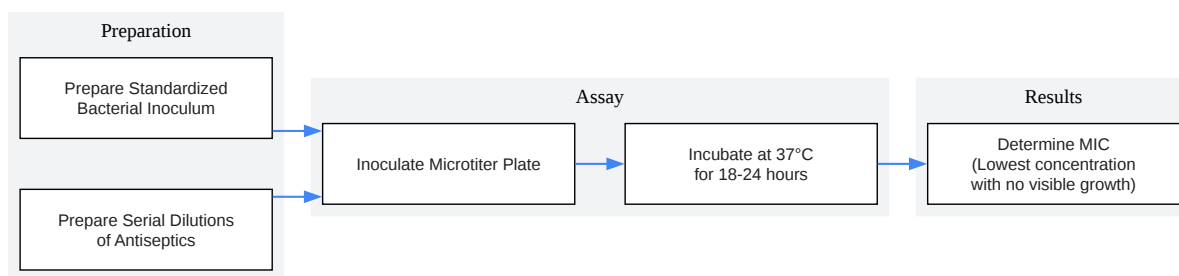 Preparation
Prepare Standardized
Bacterial Inoculum
Prepare Serial Dilutions
of Antiseptics
Assay
Inoculate Microtiter Plate
Incubate at 37°C
for 18-24 hours
Results
Determine MIC
(Lowest concentration
with no visible growth)